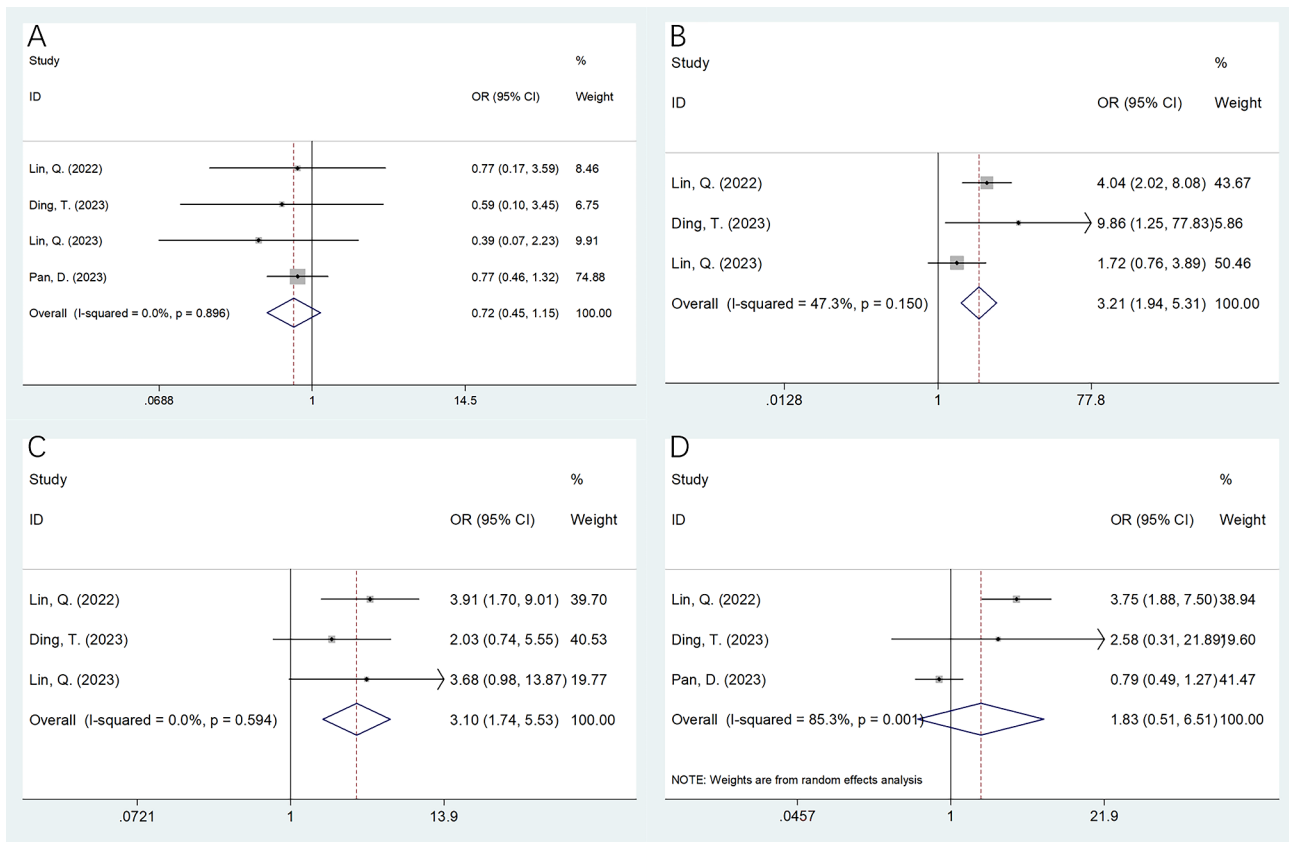 A
Study %
ID OR (95% CI) Weight
Lin, Q. (2022) 0.77 (0.17, 3.59) 8.46
Ding, T. (2023) 0.59 (0.10, 3.45) 6.75
Lin, Q. (2023) 0.39 (0.07, 2.23) 9.91
Pan, D. (2023) 0.77 (0.46, 1.32) 74.88
Overall (I-squared = 0.0%, p = 0.896) 0.72 (0.45, 1.15) 100.00
.0688 1 14.5
B
Study %
ID OR (95% CI) Weight
Lin, Q. (2022) 4.04 (2.02, 8.08) 43.67
Ding, T. (2023) 9.86 (1.25, 77.83) 5.86
Lin, Q. (2023) 1.72 (0.76, 3.89) 50.46
Overall (I-squared = 47.3%, p = 0.150) 3.21 (1.94, 5.31) 100.00
.0128 1 77.8
C
Study %
ID OR (95% CI) Weight
Lin, Q. (2022) 3.91 (1.70, 9.01) 39.70
Ding, T. (2023) 2.03 (0.74, 5.55) 40.53
Lin, Q. (2023) 3.68 (0.98, 13.87) 19.77
Overall (I-squared = 0.0%, p = 0.594) 3.10 (1.74, 5.53) 100.00
.0721 1 13.9
D
Study %
ID OR (95% CI) Weight
Lin, Q. (2022) 3.75 (1.88, 7.50) 38.94
Ding, T. (2023) 2.58 (0.31, 21.89) 19.60
Pan, D. (2023) 0.79 (0.49, 1.27) 41.47
Overall (I-squared = 85.3%, p = 0.001) 1.83 (0.51, 6.51) 100.00
NOTE: Weights are from random effects analysis
.0457 1 21.9